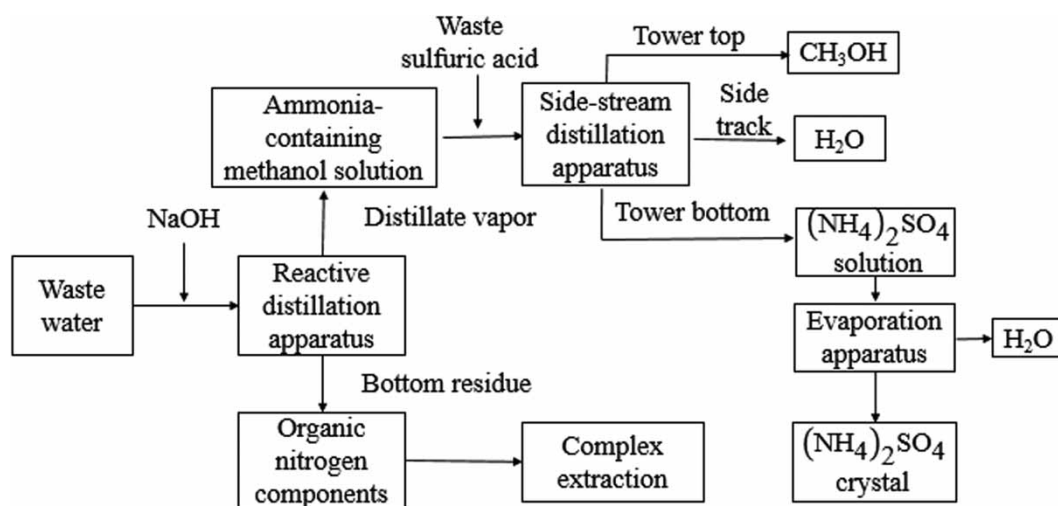 Waste
sulfuric acid
Tower top
CH₃OH
Ammonia-
containing
methanol solution
Side-stream
distillation
apparatus
Side
track
H₂O
NaOH
Distillate vapor
Tower bottom
(NH₄)₂SO₄
solution
Waste
water
Reactive
distillation
apparatus
Evaporation
apparatus
H₂O
Bottom residue
Organic
nitrogen
components
Complex
extraction
(NH₄)₂SO₄
crystal